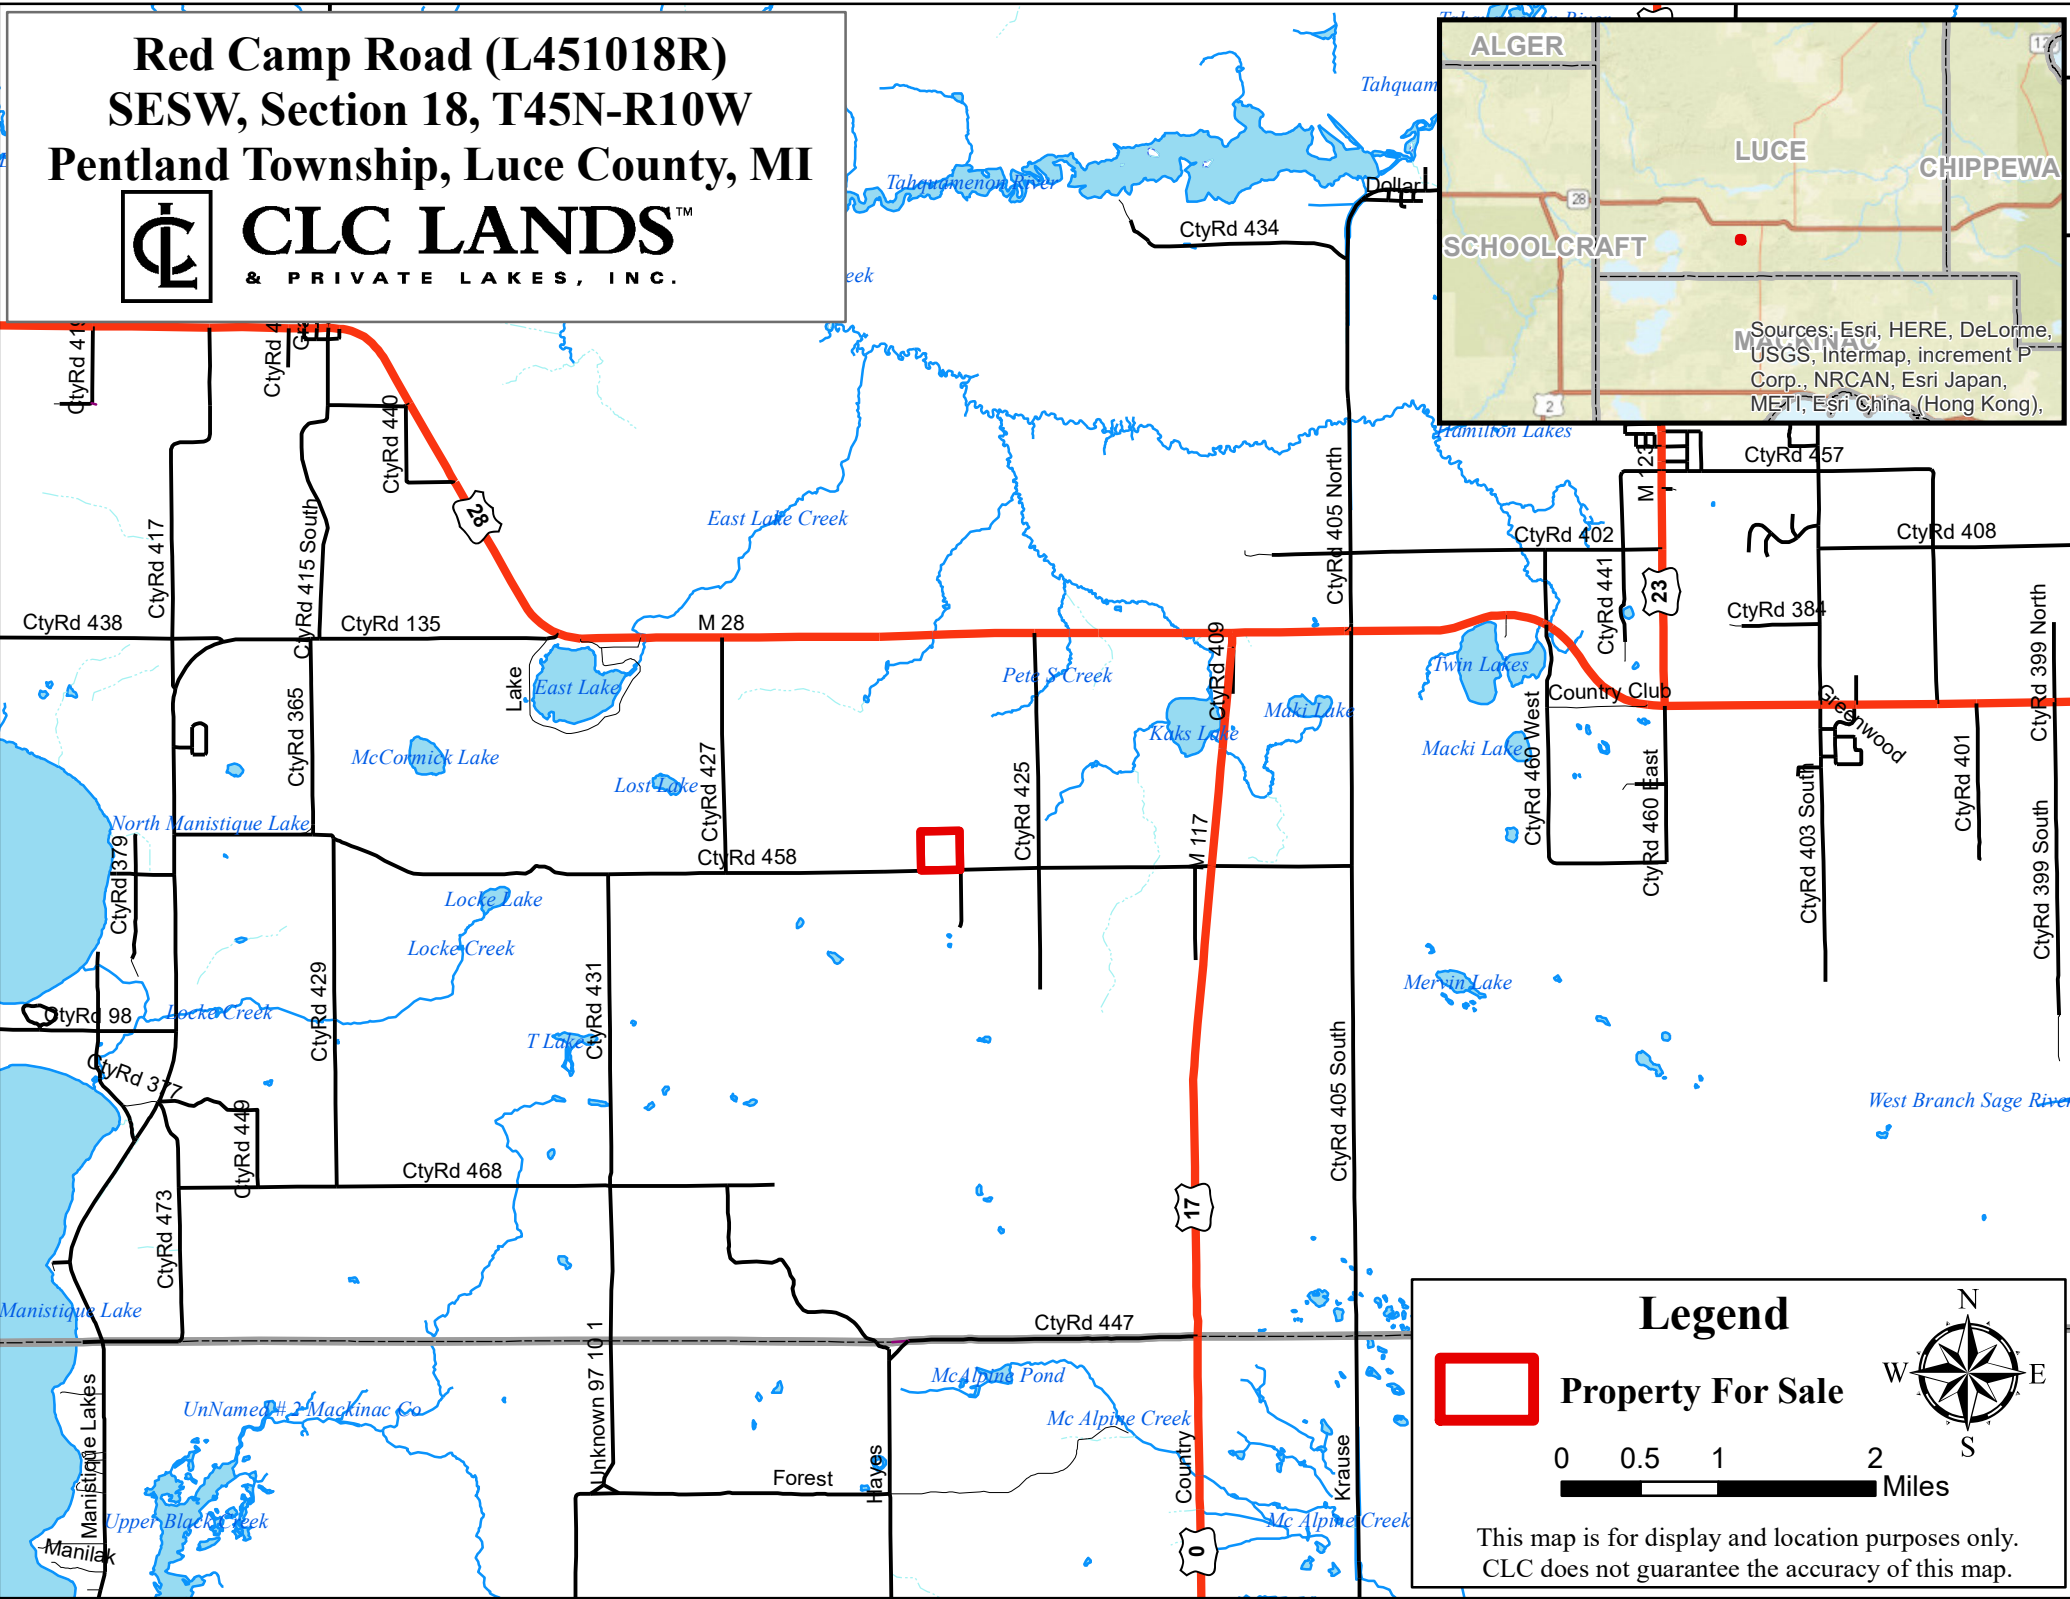 Red Camp Road (L451018R)
SESW, Section 18, T45N-R10W
Pentland Township, Luce County, MI
CLC LANDS™
& PRIVATE LAKES, INC.
Tahquamenon River
CtyRd 434
Dollar
ALGER
LUCE
CHIPPEWA
28
SCHOOLCRAFT
MACKINAC
2
Sources: Esri, HERE, DeLorme,
USGS, Intermap, increment P
Corp., NRCAN, Esri Japan,
METI, Esri China (Hong Kong),
CtyRd 419
CtyRd 440
28
CtyRd 417
CtyRd 415 South
East Lake Creek
CtyRd 405 North
Hamilton Lakes
M 123
CtyRd 457
CtyRd 402
CtyRd 408
CtyRd 441
23
CtyRd 384
CtyRd 399 North
CtyRd 438
CtyRd 135
M 28
CtyRd 409
Lake
East Lake
Pete S Creek
Twin Lakes
Country Club
Greenwood
CtyRd 365
McCormick Lake
Lost Lake
CtyRd 427
CtyRd 425
Kaks Lake
Maki Lake
Macki Lake
CtyRd 460 West
CtyRd 460 East
CtyRd 403 South
CtyRd 401
CtyRd 399 South
North Manistique Lake
CtyRd 379
CtyRd 458
M 117
Locke Lake
Locke Creek
CtyRd 429
CtyRd 431
Locke Creek
CtyRd 98
T Lake
Mervin Lake
CtyRd 377
CtyRd 449
CtyRd 405 South
West Branch Sage River
CtyRd 468
CtyRd 473
17
Manistique Lake
CtyRd 447
Unknown 97 10 1
McAlpine Pond
Mc Alpine Creek
UnNamed # 2 Mackinac Co
Manistique Lakes
Hayes
Forest
Country
Krause
Upper Black Creek
Mc Alpine Creek
Manilak
0
Legend
Property For Sale
N
W
E
S
0 0.5 1 2
Miles
This map is for display and location purposes only.
CLC does not guarantee the accuracy of this map.